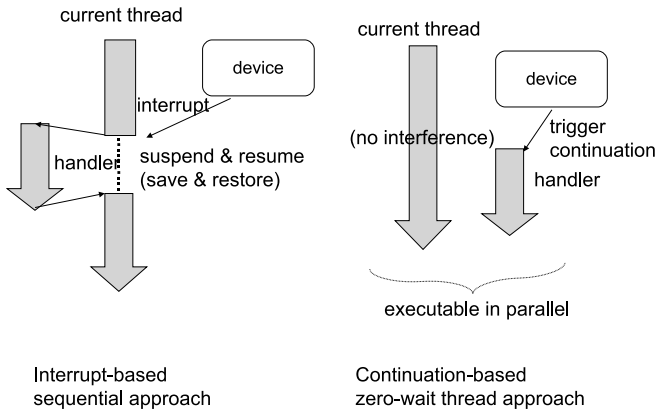 current thread
device
interrupt
handler
suspend & resume
(save & restore)
Interrupt-based
sequential approach
current thread
device
(no interference)
trigger
continuation
handler
executable in parallel
Continuation-based
zero-wait thread approach